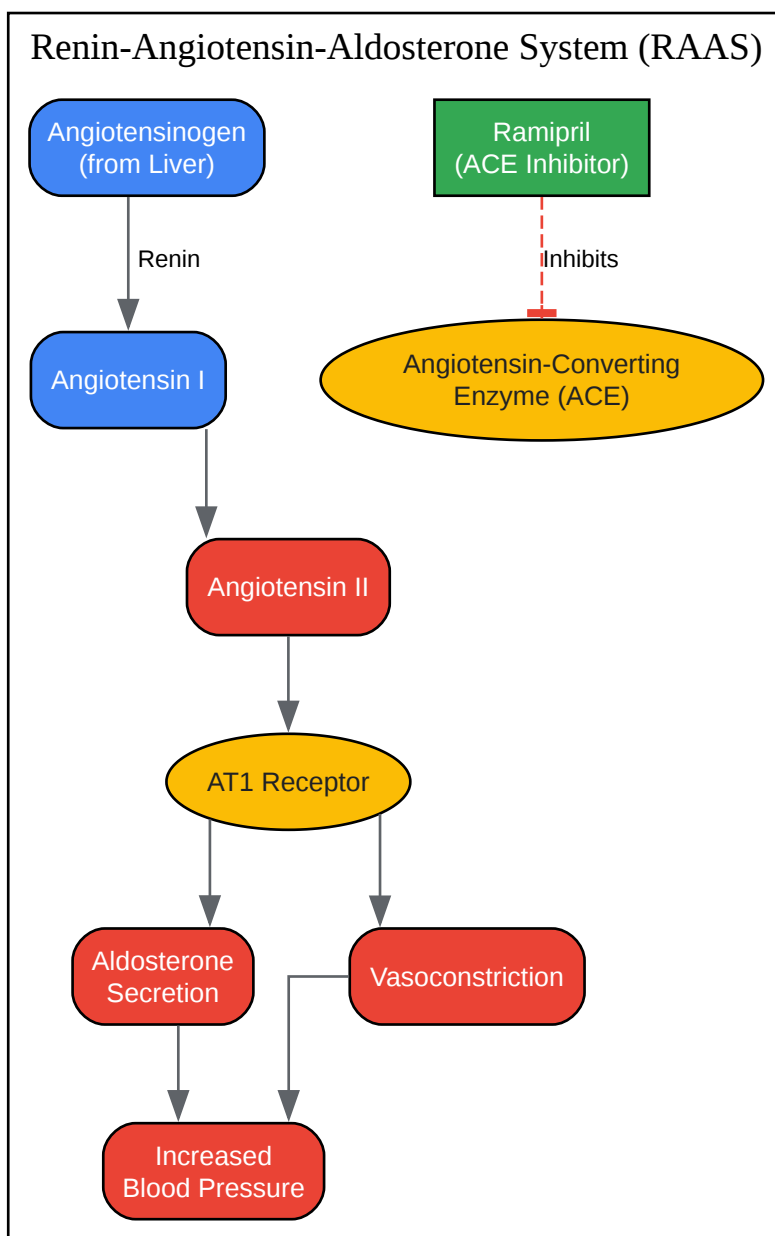 Renin-Angiotensin-Aldosterone System (RAAS)
Angiotensinogen
(from Liver)
Ramipril
(ACE Inhibitor)
Renin
Inhibits
Angiotensin I
Angiotensin-Converting
Enzyme (ACE)
Angiotensin II
AT1 Receptor
Aldosterone
Secretion
Vasoconstriction
Increased
Blood Pressure